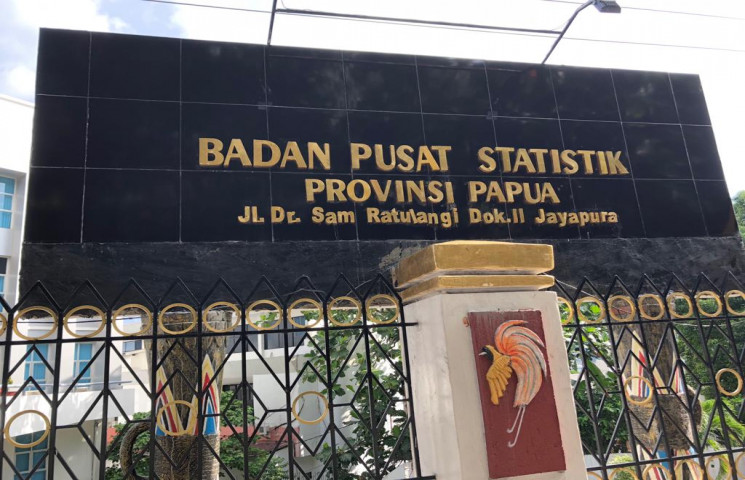 BADAN PUSAT STATISTIK
PROVINSI PAPUA
JL. Dr. Sam Ratulangi Dok.II Jayapura